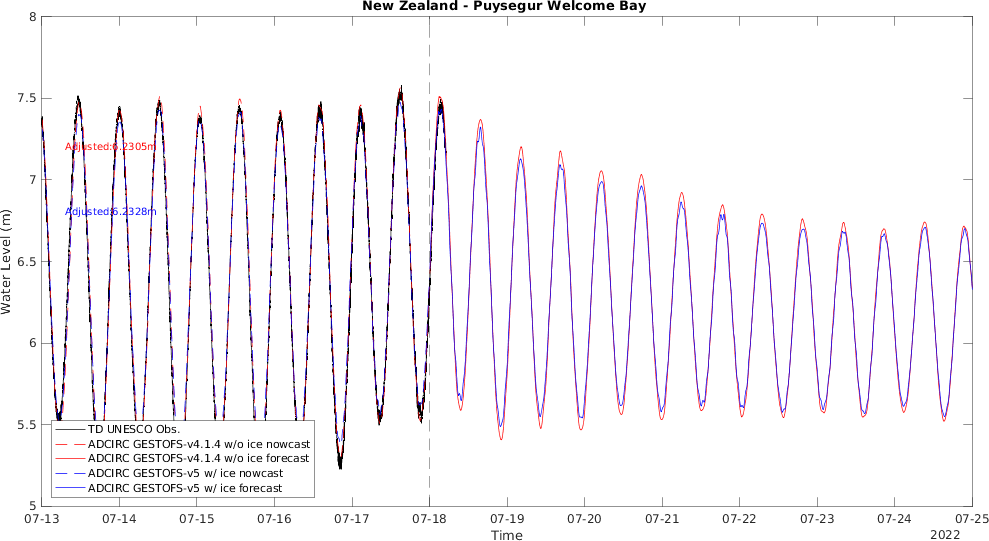 New Zealand - Puysegur Welcome Bay
8
7.5
7
6.5
6
5.5
5
Water Level (m)
Adjusted:6.2305m
Adjusted:6.2328m
TD UNESCO Obs.
ADCIRC GESTOFS-v4.1.4 w/o ice nowcast
ADCIRC GESTOFS-v4.1.4 w/o ice forecast
ADCIRC GESTOFS-v5 w/ ice nowcast
ADCIRC GESTOFS-v5 w/ ice forecast
07-13 07-14 07-15 07-16 07-17 07-18 07-19 07-20 07-21 07-22 07-23 07-24 07-25
Time
2022